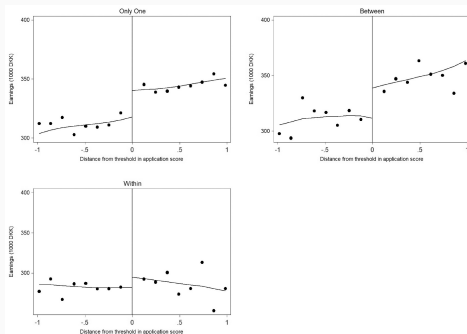 Only One
Earnings (1000 DKK)
400
350
300
-1 -.5 0 .5 1
Distance from threshold in application score
Between
Earnings (1000 DKK)
400
350
300
-1 -.5 0 .5 1
Distance from threshold in application score
Within
Earnings (1000 DKK)
400
350
300
-1 -.5 0 .5 1
Distance from threshold in application score